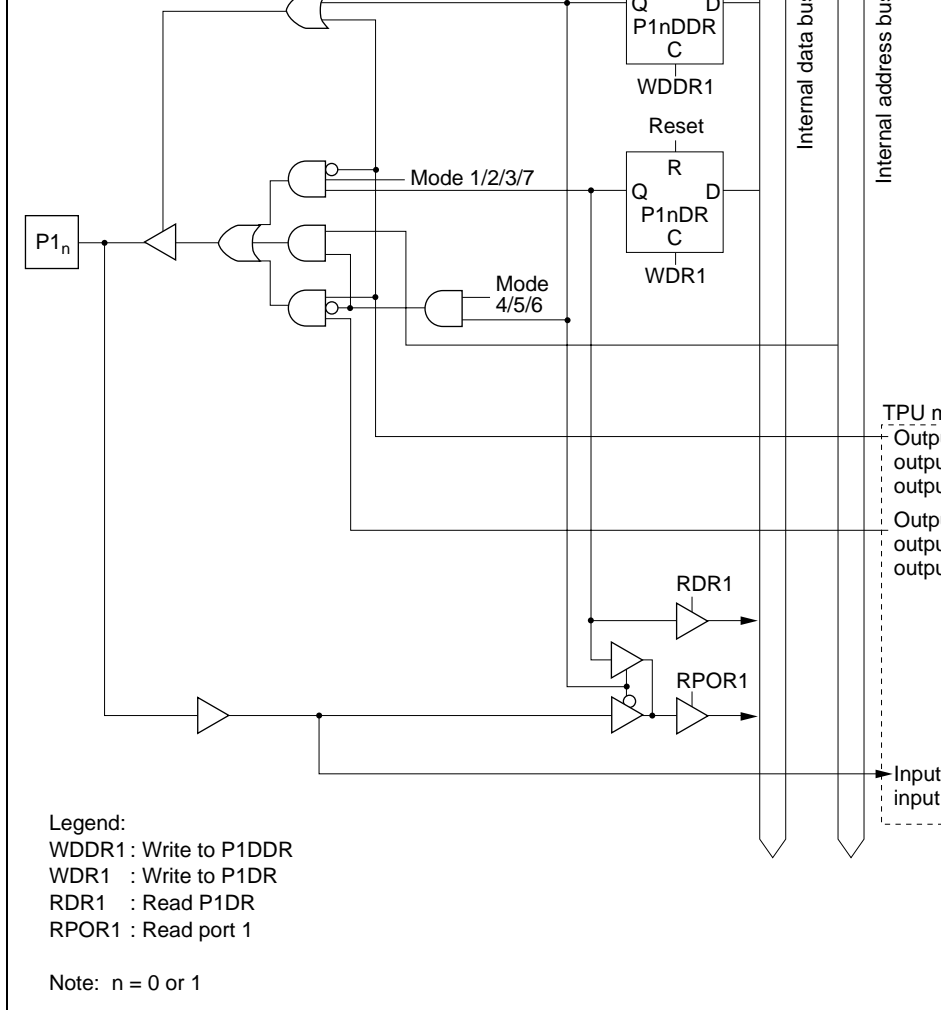 Q D
P1nDDR
C
WDDR1
Internal data bus
Internal address bus
Reset
R
Mode 1/2/3/7
Q D
P1nDR
C
WDR1
P1n
Mode
4/5/6
TPU
RDR1
RPOR1
Input
input
Legend:
WDDR1 : Write to P1DDR
WDR1 : Write to P1DR
RDR1 : Read P1DR
RPOR1 : Read port 1
Note: n = 0 or 1